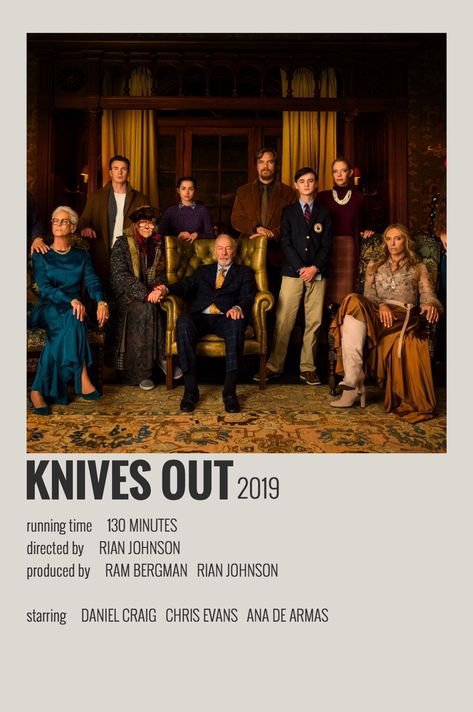 KNIVES OUT 2019
running time 130 MINUTES
directed by RIAN JOHNSON
produced by RAM BERGMAN RIAN JOHNSON
starring DANIEL CRAIG CHRIS EVANS ANA DE ARMAS